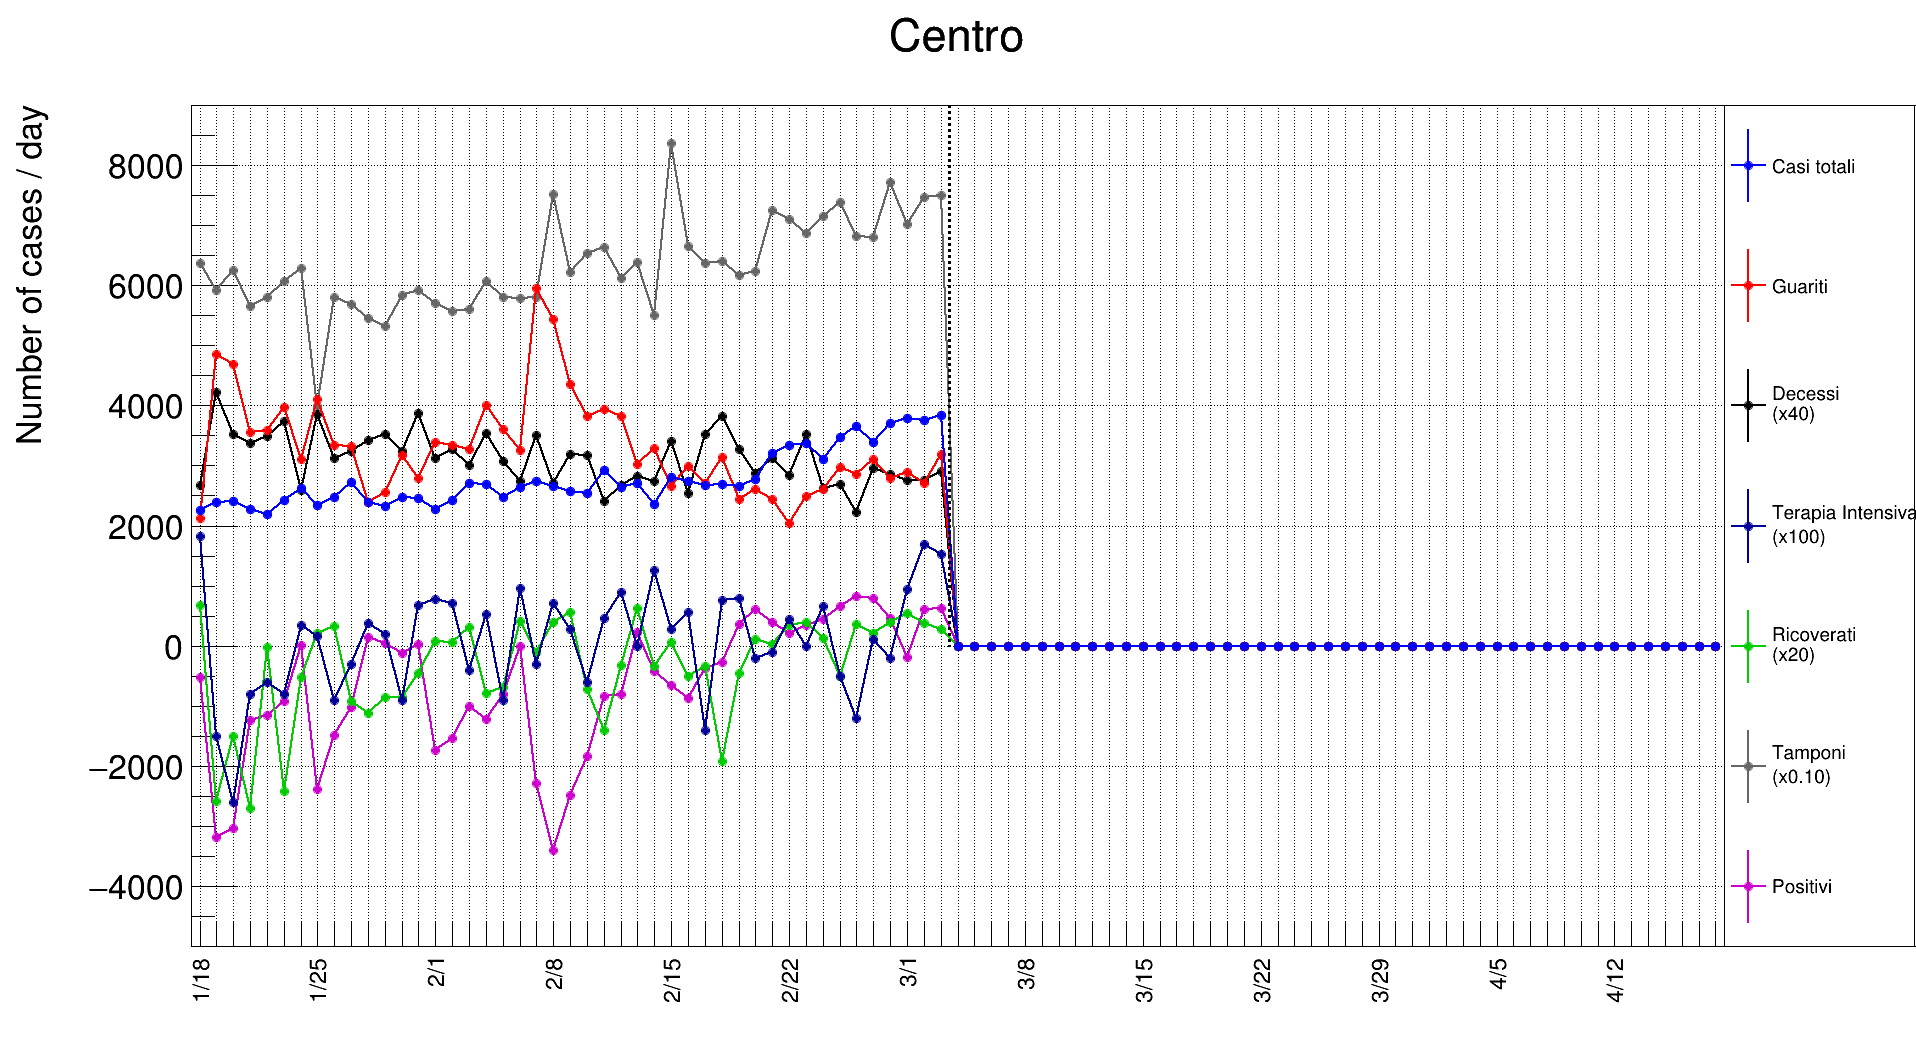 Centro
Number of cases / day
8000
6000
4000
2000
0
−2000
−4000
1/18
1/25
2/1
2/8
2/15
2/22
3/1
3/8
3/15
3/22
3/29
4/5
4/12
Casi totali
Guariti
Decessi
(x40)
Terapia Intensiva
(x100)
Ricoverati
(x20)
Tamponi
(x0.10)
Positivi